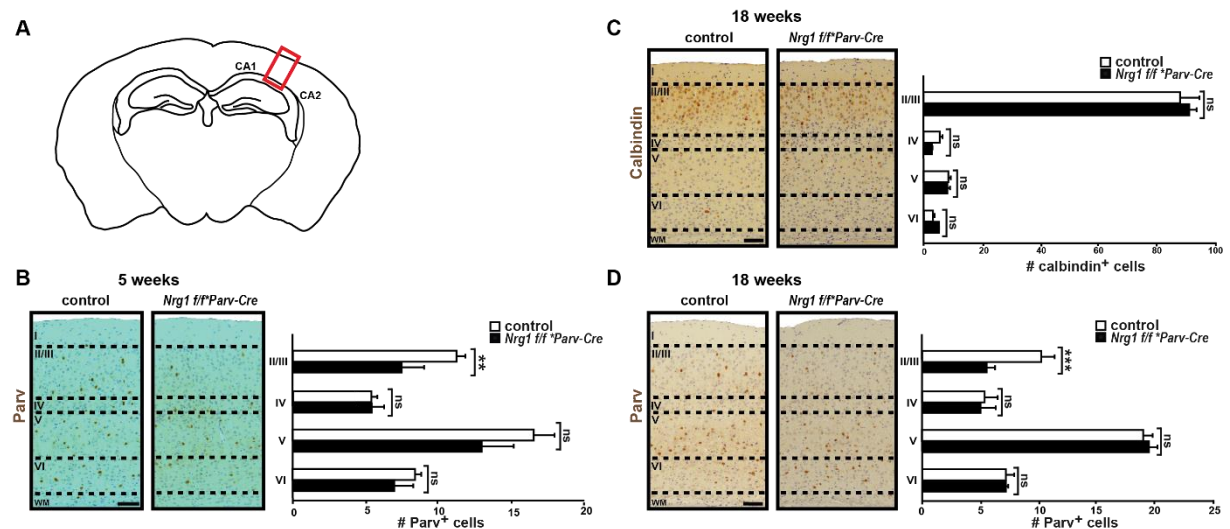 A
CA1
CA2
B
5 weeks
control
Nrg1 f/f*Parv-Cre
Parv
I
II/III
IV
V
VI
WM
control
Nrg1 f/f *Parv-Cre
II/III
**
IV
ns
V
ns
VI
ns
0
5
10
15
20
# Parv+ cells
C
18 weeks
control
Nrg1 f/f*Parv-Cre
Calbindin
I
II/III
IV
V
VI
WM
control
Nrg1 f/f *Parv-Cre
II/III
ns
IV
ns
V
ns
VI
ns
0
20
40
60
80
100
# calbindin+ cells
D
18 weeks
control
Nrg1 f/f*Parv-Cre
Parv
I
II/III
IV
V
VI
WM
control
Nrg1 f/f *Parv-Cre
II/III
***
IV
ns
V
ns
VI
ns
0
5
10
15
20
25
# Parv+ cells